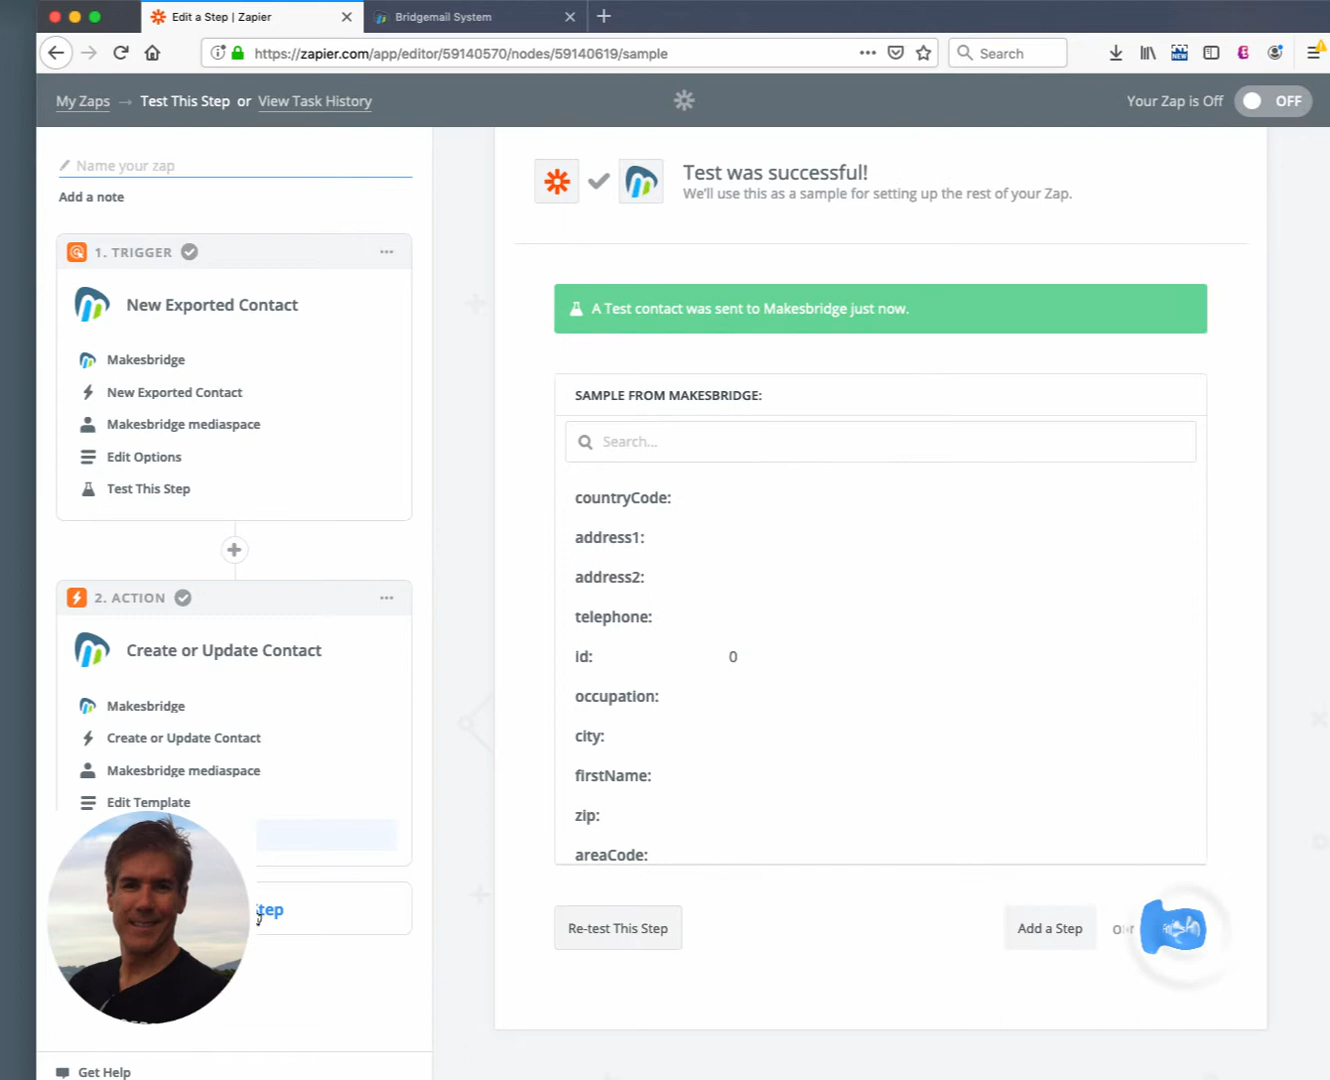 Edit a Step | Zapier
Bridgemail System
https://zapier.com/app/editor/59140570/nodes/59140619/sample
Search
My Zaps → Test This Step or View Task History
Your Zap is Off OFF
Name your zap
Add a note
1. TRIGGER
New Exported Contact
Makesbridge
New Exported Contact
Makesbridge mediaspace
Edit Options
Test This Step
2. ACTION
Create or Update Contact
Makesbridge
Create or Update Contact
Makesbridge mediaspace
Edit Template
Get Help
Test was successful!
We'll use this as a sample for setting up the rest of your Zap.
A Test contact was sent to Makesbridge just now.
SAMPLE FROM MAKESBRIDGE:
Search...
countryCode:
address1:
address2:
telephone:
id: 0
occupation:
city:
firstName:
zip:
areaCode:
Re-test This Step
Add a Step